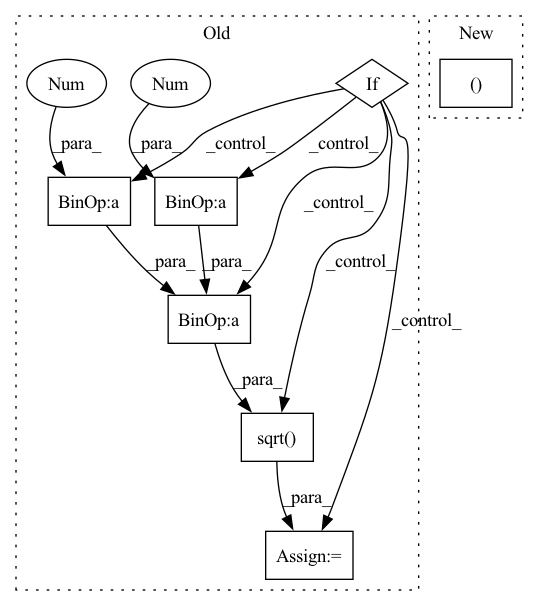 Old
New
Num
Num
If
()
_para_
_para_
_control_
_control_
BinOp:a
BinOp:a
_control_
_para_
_para_
_control_
_control_
BinOp:a
_para_
sqrt()
_para_
Assign:=